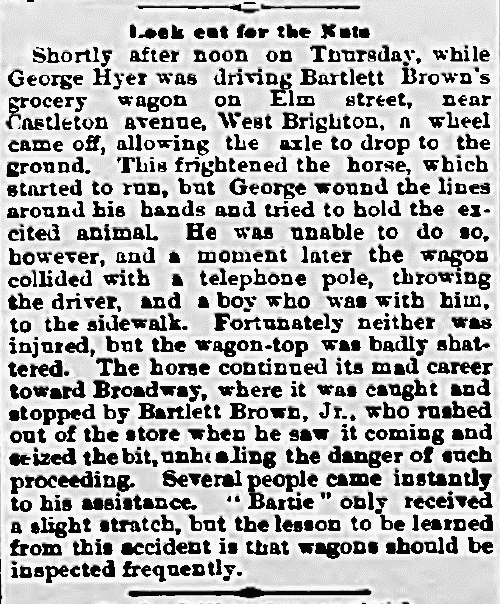 Look out for the Nuts
Shortly after noon on Thursday, while
George Hyer was driving Bartlett Brown's
grocery wagon on Elm street, near
Castleton avenue, West Brighton, a wheel
came off, allowing the axle to drop to the
ground. This frightened the horse, which
started to run, but George wound the lines
around his hands and tried to hold the ex-
cited animal. He was unable to do so,
however, and a moment later the wagon
collided with a telephone pole, throwing
the driver, and a boy who was with him,
to the sidewalk. Fortunately neither was
injured, but the wagon-top was badly shat-
tered. The horse continued its mad career
toward Broadway, where it was caught and
stopped by Bartlett Brown, Jr., who rushed
out of the store when he saw it coming and
seized the bit, the danger of such
proceeding. Several people came instantly
to his assistance. "Bartie" only received
a slight stratch, but the lesson to be learned
from this accident is that wagons should be
inspected frequently.